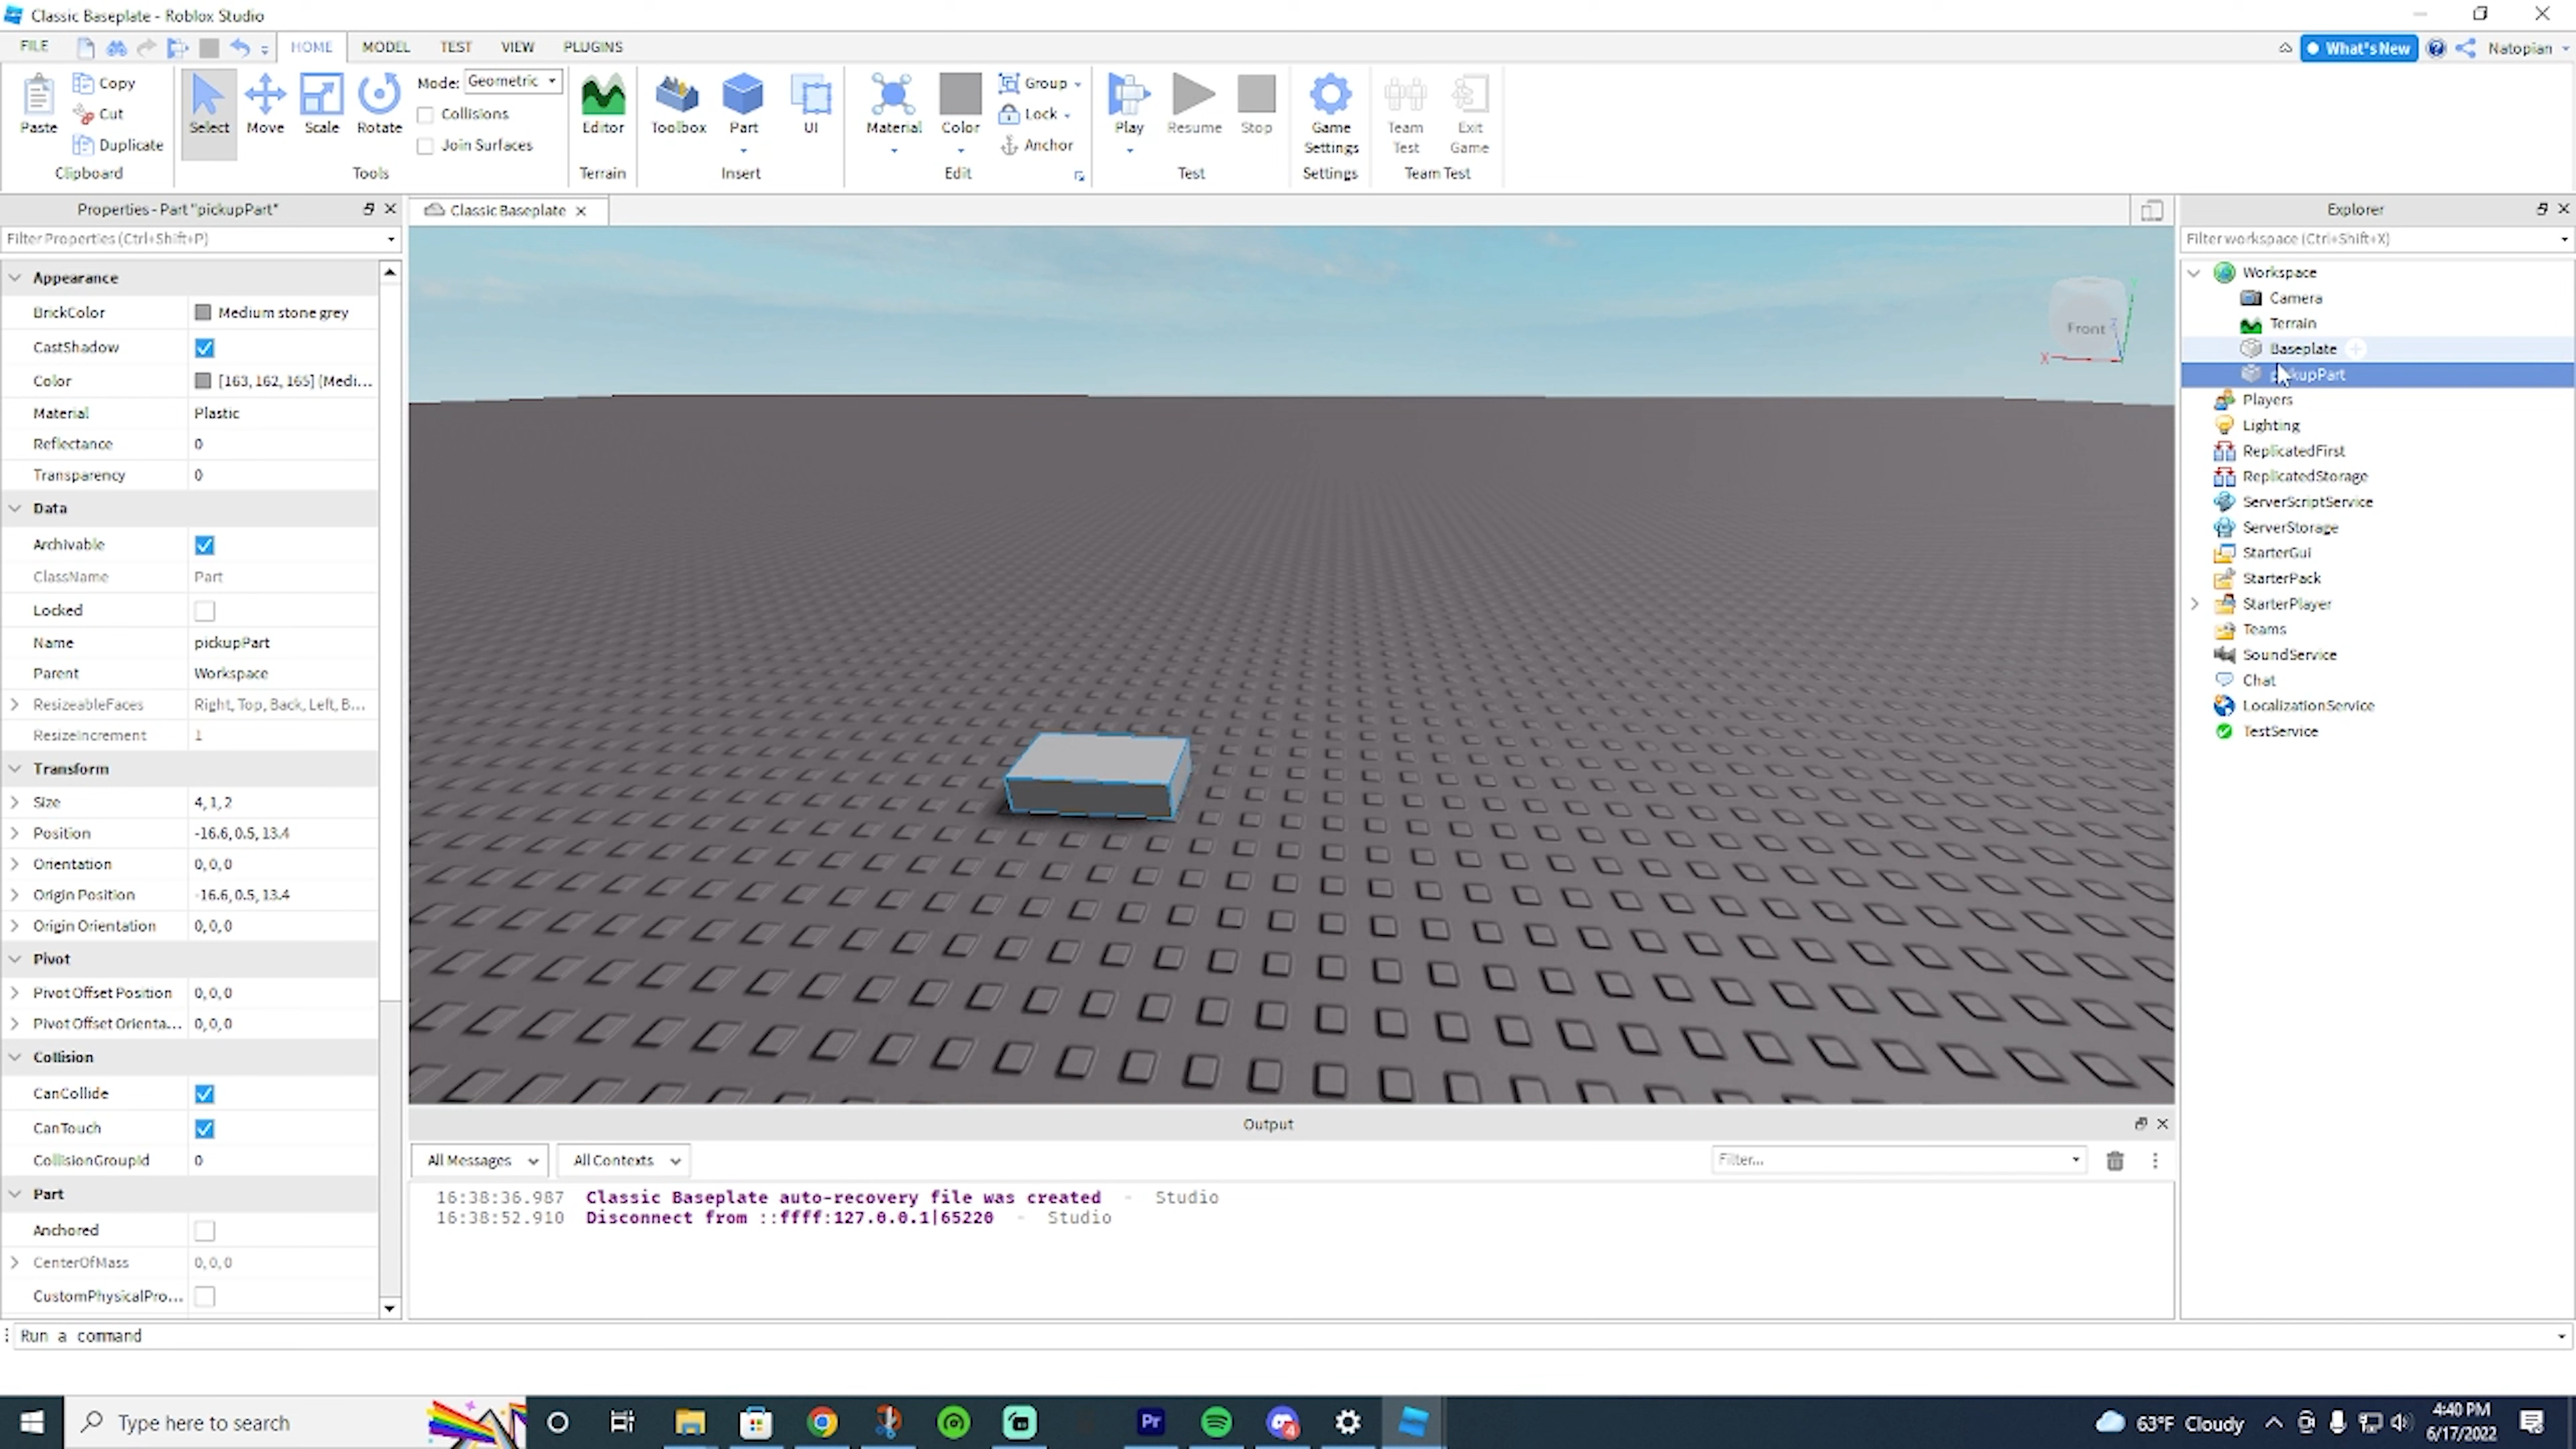 Classic Baseplate - Roblox Studio
FILE HOME MODEL TEST VIEW PLUGINS What's New Natopian
Paste Copy Cut Duplicate Clipboard
Select Move Scale Rotate Mode: Geometric Collisions Join Surfaces Tools
Editor Terrain
Toolbox Part UI Insert
Material Color Group Lock Anchor Edit
Play Resume Stop Test
Game Settings Settings
Team Test Exit Game Team Test
Properties - Part "pickupPart"
Filter Properties (Ctrl+Shift+P)
Appearance
BrickColor Medium stone grey
CastShadow
Color [163, 162, 165] (Medi...
Material Plastic
Reflectance 0
Transparency 0
Data
Archivable
ClassName Part
Locked
Name pickupPart
Parent Workspace
ResizeableFaces Right, Top, Back, Left, B...
ResizeIncrement 1
Transform
Size 4, 1, 2
Position -16.6, 0.5, 13.4
Orientation 0, 0, 0
Origin Position -16.6, 0.5, 13.4
Origin Orientation 0, 0, 0
Pivot
Pivot Offset Position 0, 0, 0
Pivot Offset Orienta... 0, 0, 0
Collision
CanCollide
CanTouch
CollisionGroupId 0
Part
Anchored
CenterOfMass 0, 0, 0
CustomPhysicalPro...
Classic Baseplate
Front
X
Output
All Messages All Contexts Filter...
16:38:36.987 Classic Baseplate auto-recovery file was created - Studio
16:38:52.910 Disconnect from ::ffff:127.0.0.1|65220 - Studio
Explorer
Filter workspace (Ctrl+Shift+X)
Workspace
Camera
Terrain
Baseplate
Players
Lighting
ReplicatedFirst
ReplicatedStorage
ServerScriptService
ServerStorage
StarterGui
StarterPack
StarterPlayer
Teams
SoundService
Chat
LocalizationService
TestService
Run a command
Type here to search
Pr
4
63°F Cloudy
4:40 PM
6/17/2022